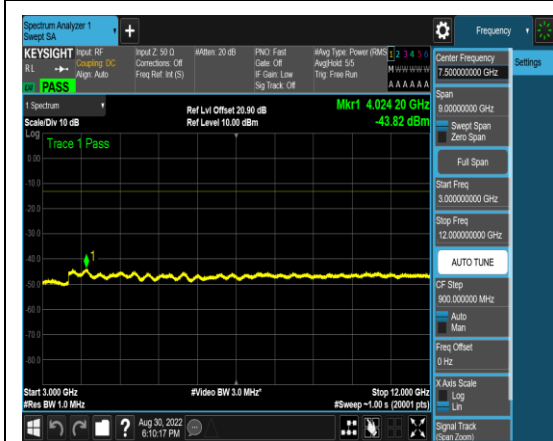 Spectrum Analyzer 1
Swept SA
Frequency
KEYSIGHT
RL
PASS
Input: RF
Coupling: DC
Align: Auto
Input Z: 50 Ω
Corrections: Off
Freq Ref: Int (S)
#Atten: 20 dB
PNO: Fast
Gate: Off
IF Gain: Low
Sig Track: Off
#Avg Type: Power (RMS
Avg|Hold: 5/5
Trig: Free Run
1 2 3 4 5 6
M W W W W W
A A A A A A
1 Spectrum
Scale/Div 10 dB
Ref Lvl Offset 20.90 dB
Ref Level 10.00 dBm
Mkr1 4.024 20 GHz
-43.82 dBm
Log
Trace 1 Pass
0.00
-10.0
-20.0
-30.0
-40.0
-50.0
-60.0
-70.0
-80.0
1
Start 3.000 GHz
#Res BW 1.0 MHz
#Video BW 3.0 MHz*
Stop 12.000 GHz
#Sweep ~1.00 s (20001 pts)
Aug 30, 2022
6:10:17 PM
Center Frequency
7.500000000 GHz
Settings
Span
9.00000000 GHz
Swept Span
Zero Span
Full Span
Start Freq
3.000000000 GHz
Stop Freq
12.000000000 GHz
AUTO TUNE
CF Step
900.000000 MHz
Auto
Man
Freq Offset
0 Hz
X Axis Scale
Log
Lin
Signal Track
(Span Zoom)